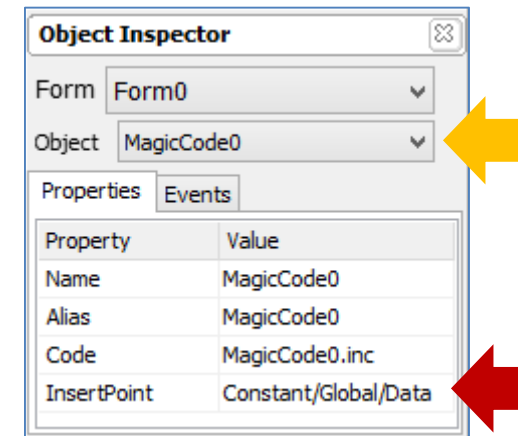 Object Inspector
Form Form0
Object MagicCode0
Properties Events
Property Value
Name MagicCode0
Alias MagicCode0
Code MagicCode0.inc
InsertPoint Constant/Global/Data